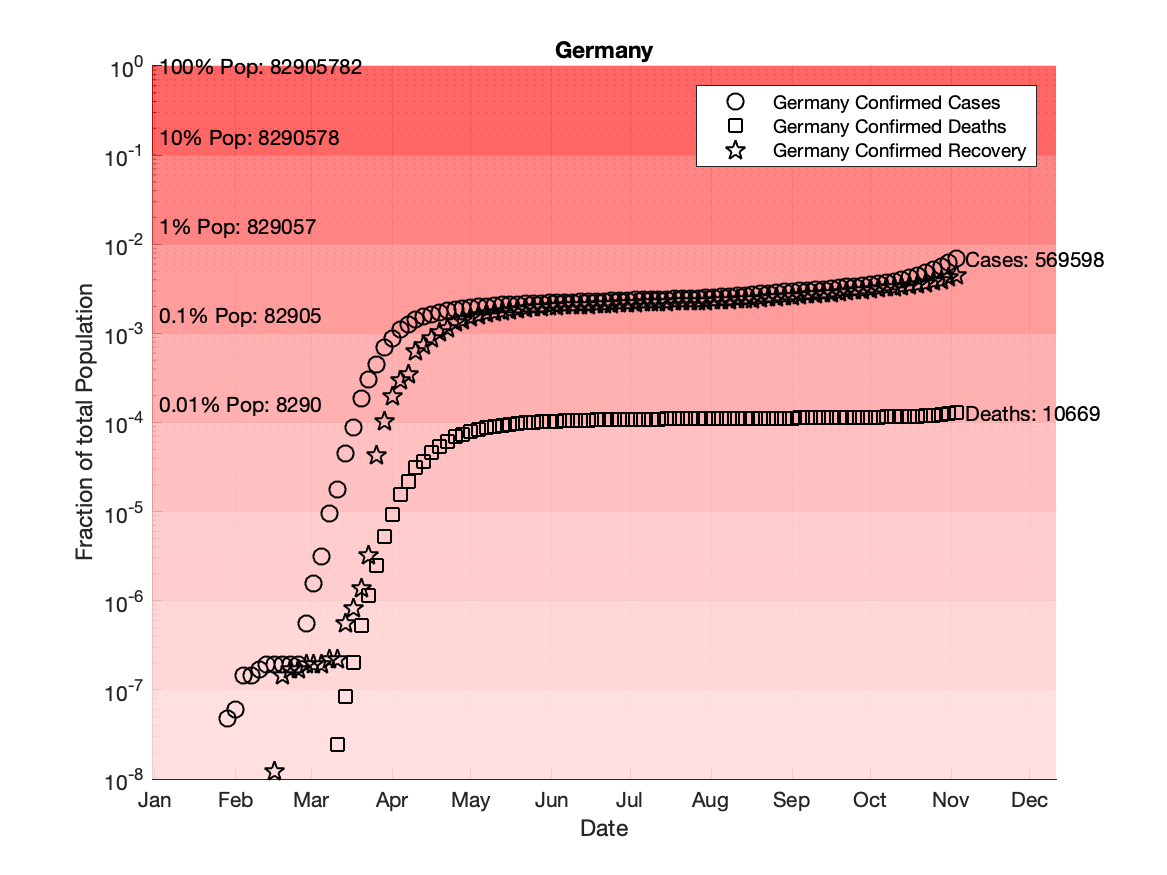 Germany
10^0
100% Pop: 82905782
Germany Confirmed Cases
Germany Confirmed Deaths
Germany Confirmed Recovery
10% Pop: 8290578
10^-1
1% Pop: 829057
10^-2
Cases: 569598
0.1% Pop: 82905
10^-3
0.01% Pop: 8290
Deaths: 10669
10^-4
10^-5
10^-6
10^-7
10^-8
Fraction of total Population
Jan Feb Mar Apr May Jun Jul Aug Sep Oct Nov Dec
Date